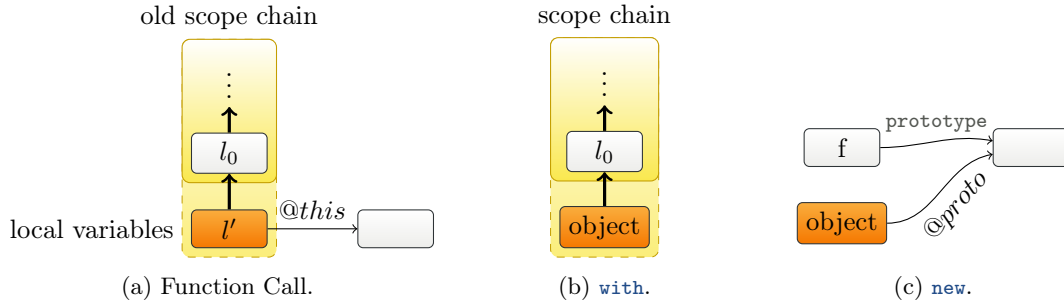 old scope chain
⋮
l₀
local variables
l′
@this
(a) Function Call.
scope chain
⋮
l₀
object
(b) with.
f
prototype
object
@proto
(c) new.